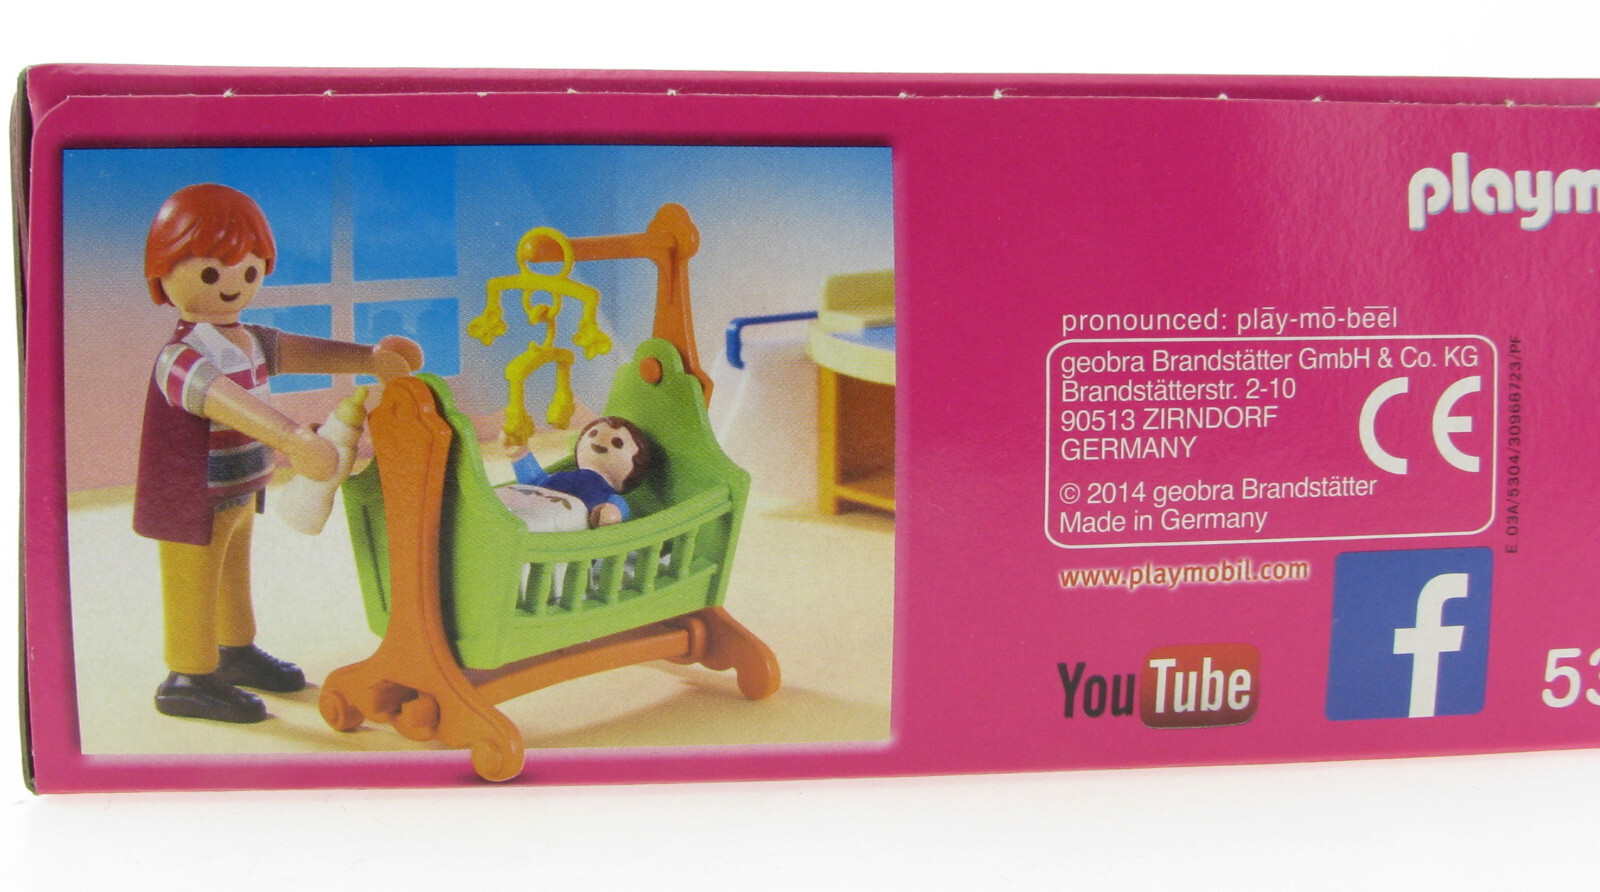 playm
pronounced: plāy-mō-bēēl
geobra Brandstätter GmbH & Co. KG
Brandstätterstr. 2-10
90513 ZIRNDORF
GERMANY
CE
© 2014 geobra Brandstätter
Made in Germany
E 03A/5304/30968723/PF
www.playmobil.com
YouTube
f
53